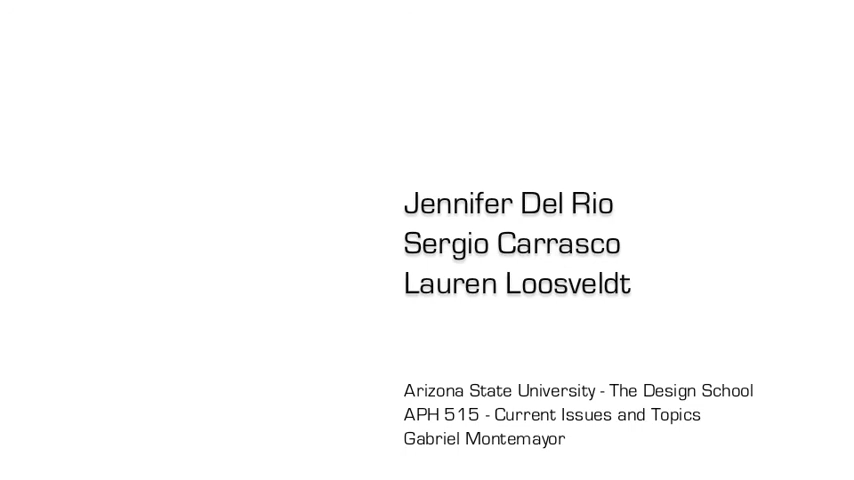 Jennifer Del Rio
Sergio Carrasco
Lauren Loosveldt
Arizona State University - The Design School
APH 515 - Current Issues and Topics
Gabriel Montemayor